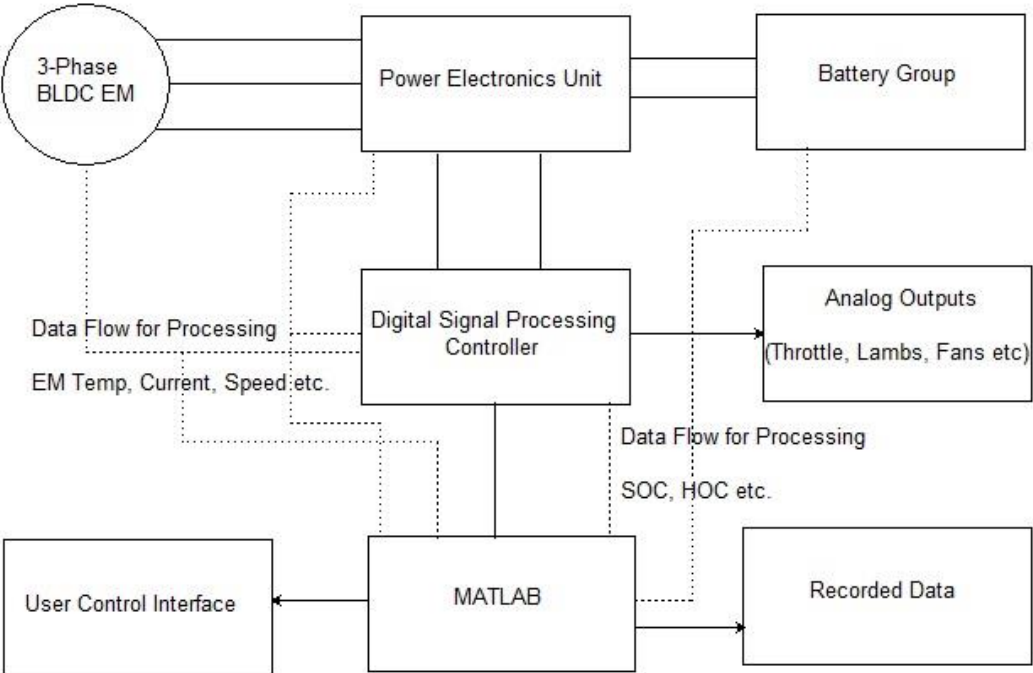 3-Phase
BLDC EM
Power Electronics Unit
Battery Group
Digital Signal Processing
Controller
Analog Outputs
(Throttle, Lambs, Fans etc)
Data Flow for Processing
EM Temp, Current, Speed etc.
Data Flow for Processing
SOC, HOC etc.
User Control Interface
MATLAB
Recorded Data